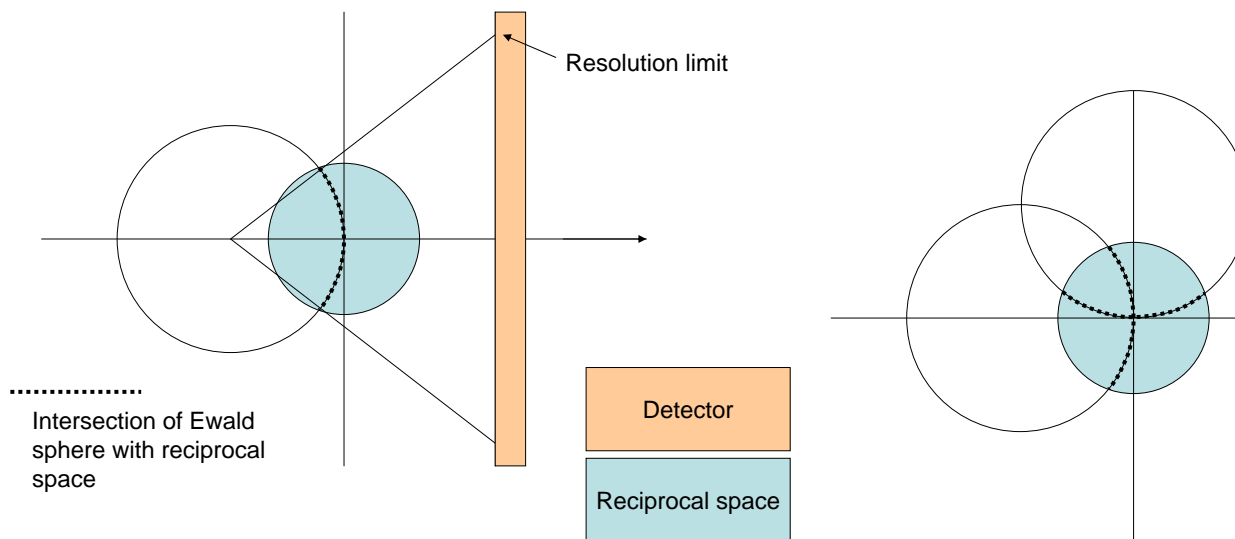 Resolution limit
Intersection of Ewald
sphere with reciprocal
space
Detector
Reciprocal space